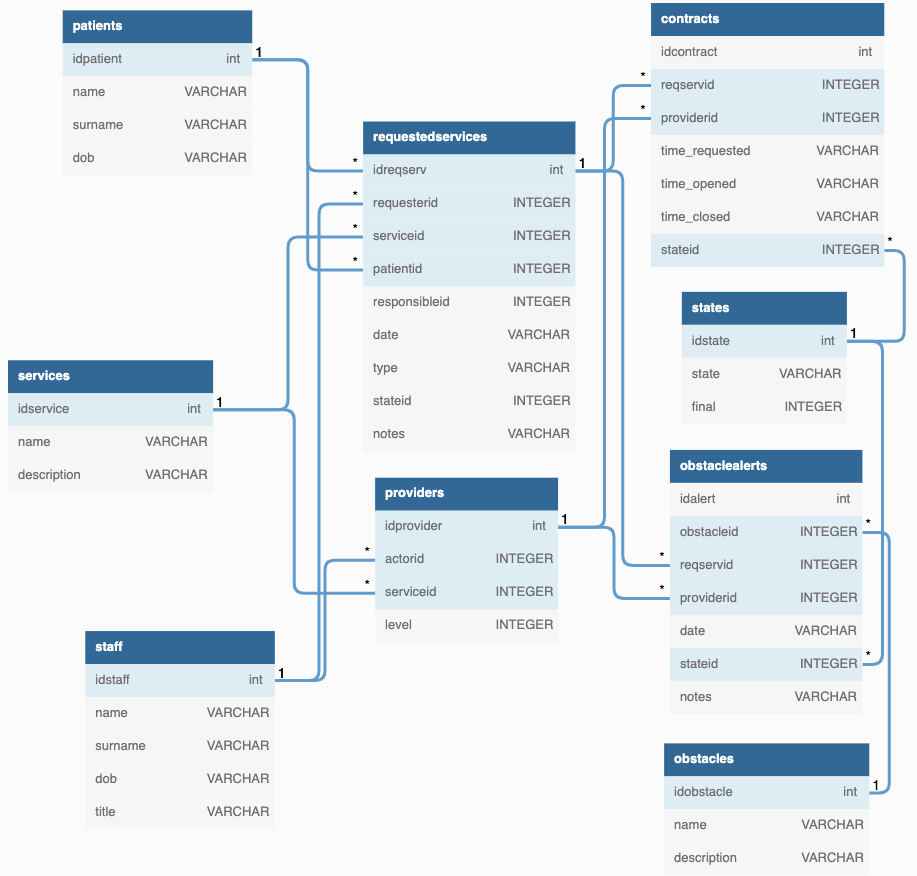 patients
idpatient int
name VARCHAR
surname VARCHAR
dob VARCHAR
1
contracts
idcontract int
* reqservid INTEGER
* providerid INTEGER
time_requested VARCHAR
time_opened VARCHAR
time_closed VARCHAR
stateid INTEGER *
requestedservices
* idreqserv int 1
* requesterid INTEGER
* serviceid INTEGER
* patientid INTEGER
responsibleid INTEGER
date VARCHAR
type VARCHAR
stateid INTEGER
notes VARCHAR
states
idstate int 1
state VARCHAR
final INTEGER
services
idservice int 1
name VARCHAR
description VARCHAR
providers
idprovider int 1
* actorid INTEGER
* serviceid INTEGER
level INTEGER
obstaclealerts
idalert int
obstacleid INTEGER *
* reqservid INTEGER
* providerid INTEGER
date VARCHAR
stateid INTEGER *
notes VARCHAR
staff
idstaff int 1
name VARCHAR
surname VARCHAR
dob VARCHAR
title VARCHAR
obstacles
idobstacle int 1
name VARCHAR
description VARCHAR